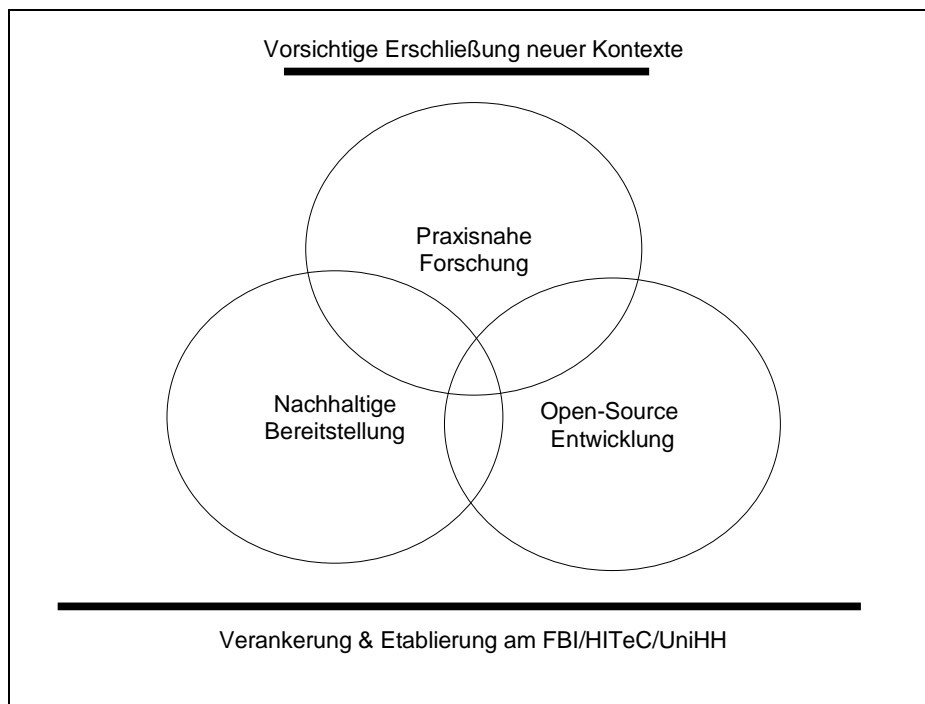 Vorsichtige Erschließung neuer Kontexte
Praxisnahe
Forschung
Nachhaltige
Bereitstellung
Open-Source
Entwicklung
Verankerung & Etablierung am FBI/HITeC/UniHH